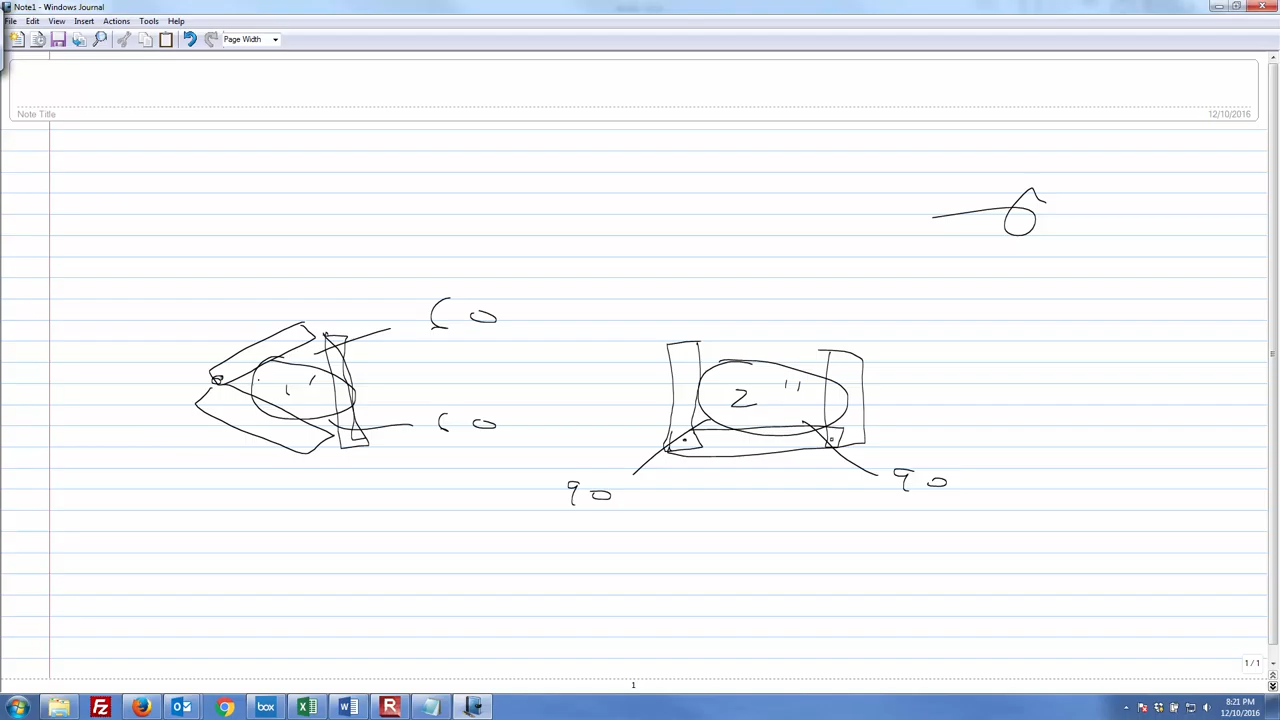 Note1 - Windows Journal
File Edit View Insert Actions Tools Help
Page Width
Note Title
12/10/2016
60
1"
60
2"
90
90
1 / 1
1
8:21 PM
12/10/2016